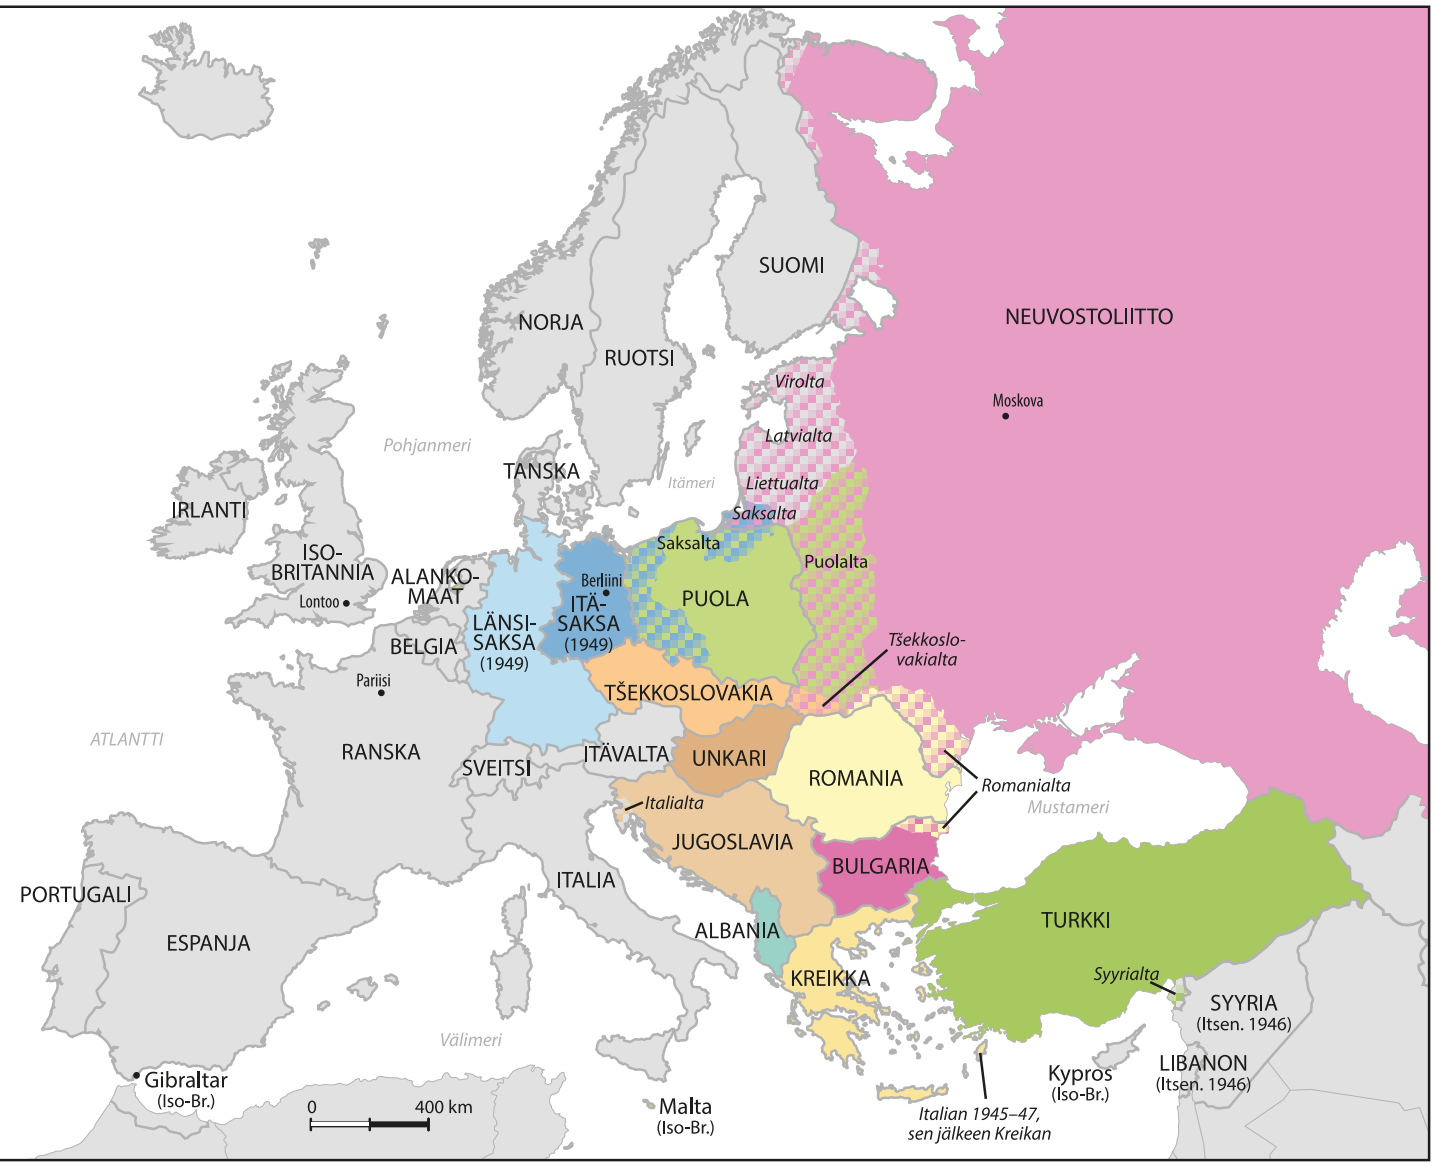 SUOMI
NORJA
RUOTSI
NEUVOSTOLIITTO
Moskova
Virolta
Latvialta
Liettualta
Saksalta
Saksalta
Puolalta
Pohjanmeri
Itämeri
TANSKA
IRLANTI
ISO-
BRITANNIA
Lontoo
ALANKO-
MAAT
BELGIA
LÄNSI-
SAKSA
(1949)
Berliini
ITÄ-
SAKSA
(1949)
PUOLA
Tšekkoslo-
vakialta
Pariisi
TŠEKKOSLOVAKIA
ATLANTTI
RANSKA
SVEITSI
ITÄVALTA
UNKARI
ROMANIA
Romanialta
Mustameri
Italialta
JUGOSLAVIA
BULGARIA
ITALIA
PORTUGALI
ESPANJA
ALBANIA
KREIKKA
TURKKI
Syyrialta
SYYRIA
(Itsen. 1946)
LIBANON
(Itsen. 1946)
Välimeri
Kypros
(Iso-Br.)
Gibraltar
(Iso-Br.)
0 400 km
Malta
(Iso-Br.)
Italian 1945–47,
sen jälkeen Kreikan